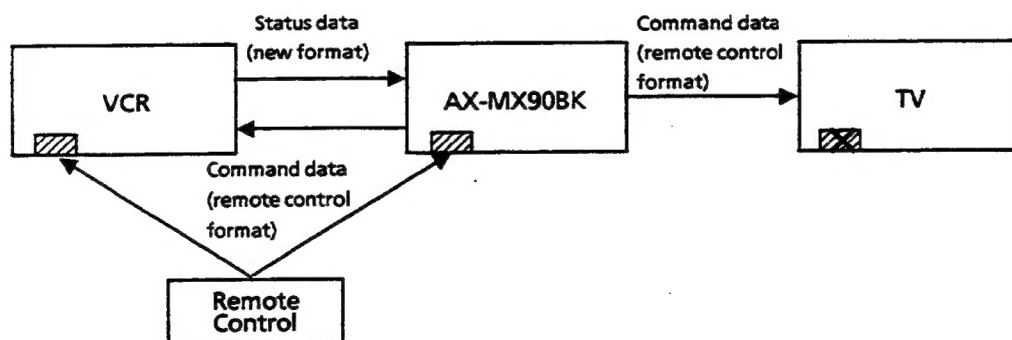 Status data
(new format)
Command data
(remote control
format)
VCR
AX-MX90BK
TV
Command data
(remote control
format)
Remote
Control